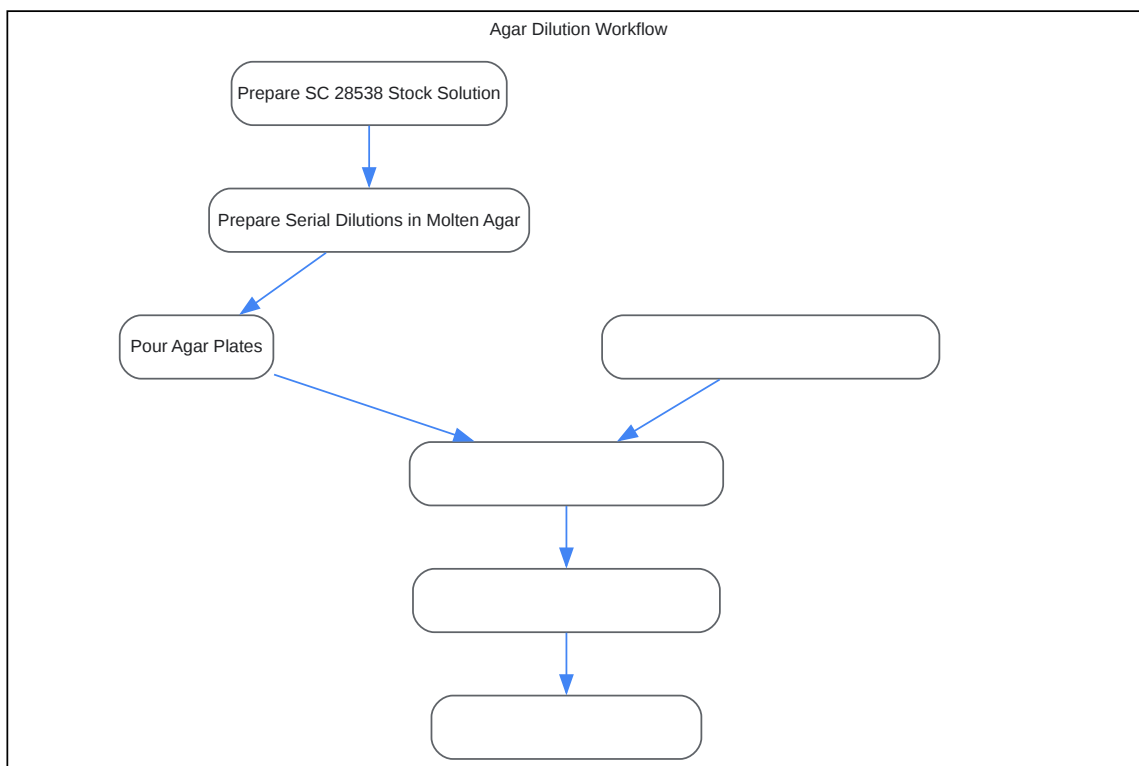 Agar Dilution Workflow
Prepare SC 28538 Stock Solution
Prepare Serial Dilutions in Molten Agar
Pour Agar Plates